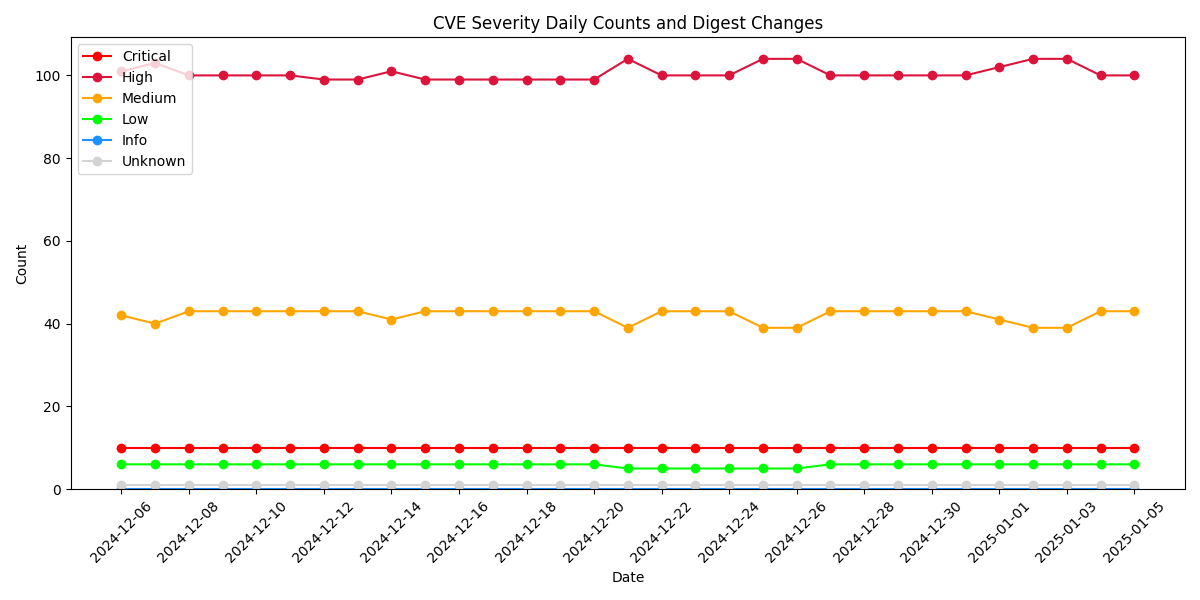 CVE Severity Daily Counts and Digest Changes
Critical
High
Medium
Low
Info
Unknown
Count
100
80
60
40
20
0
2024-12-06
2024-12-08
2024-12-10
2024-12-12
2024-12-14
2024-12-16
2024-12-18
2024-12-20
2024-12-22
2024-12-24
2024-12-26
2024-12-28
2024-12-30
2025-01-01
2025-01-03
2025-01-05
Date